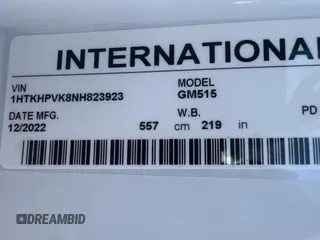 INTERNATIONAL
VIN MODEL
1HTKHPVK8NH823923 GM515
DATE MFG. W.B. PD
12/2022 557 cm 219 in
DREAMBID